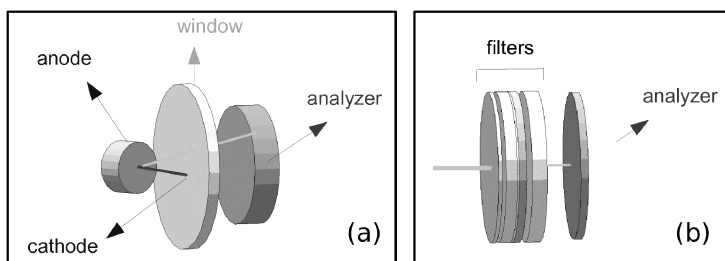 window
anode
analyzer
cathode
(a)
filters
analyzer
(b)